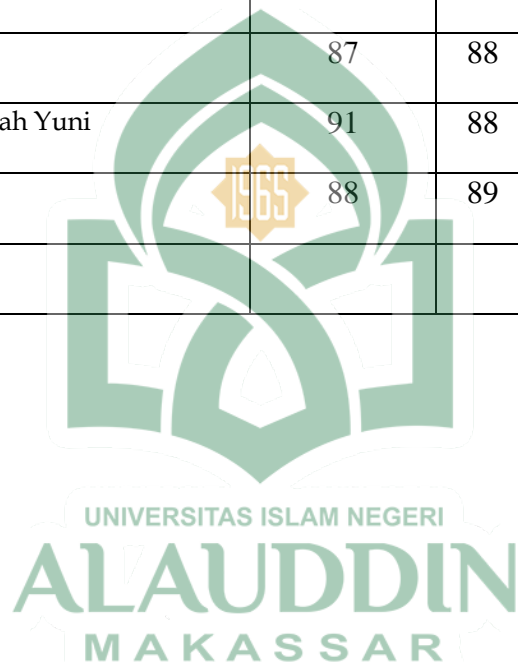 87 88
ah Yuni 91 88
1965
88 89
UNIVERSITAS ISLAM NEGERI
ALAUDDIN
MAKASSAR